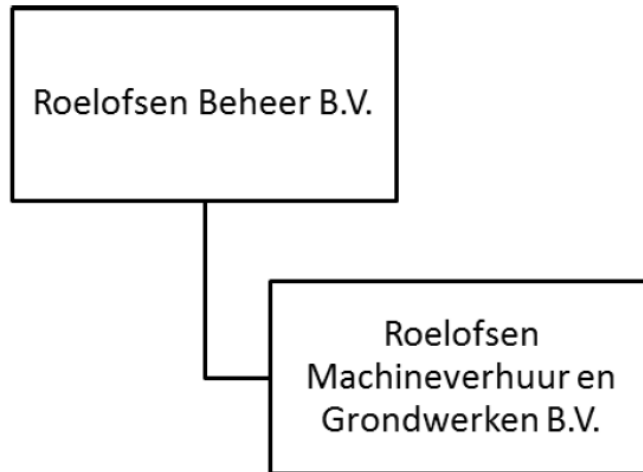 Roelofsen Beheer B.V.
Roelofsen
Machineverhuur en
Grondwerken B.V.